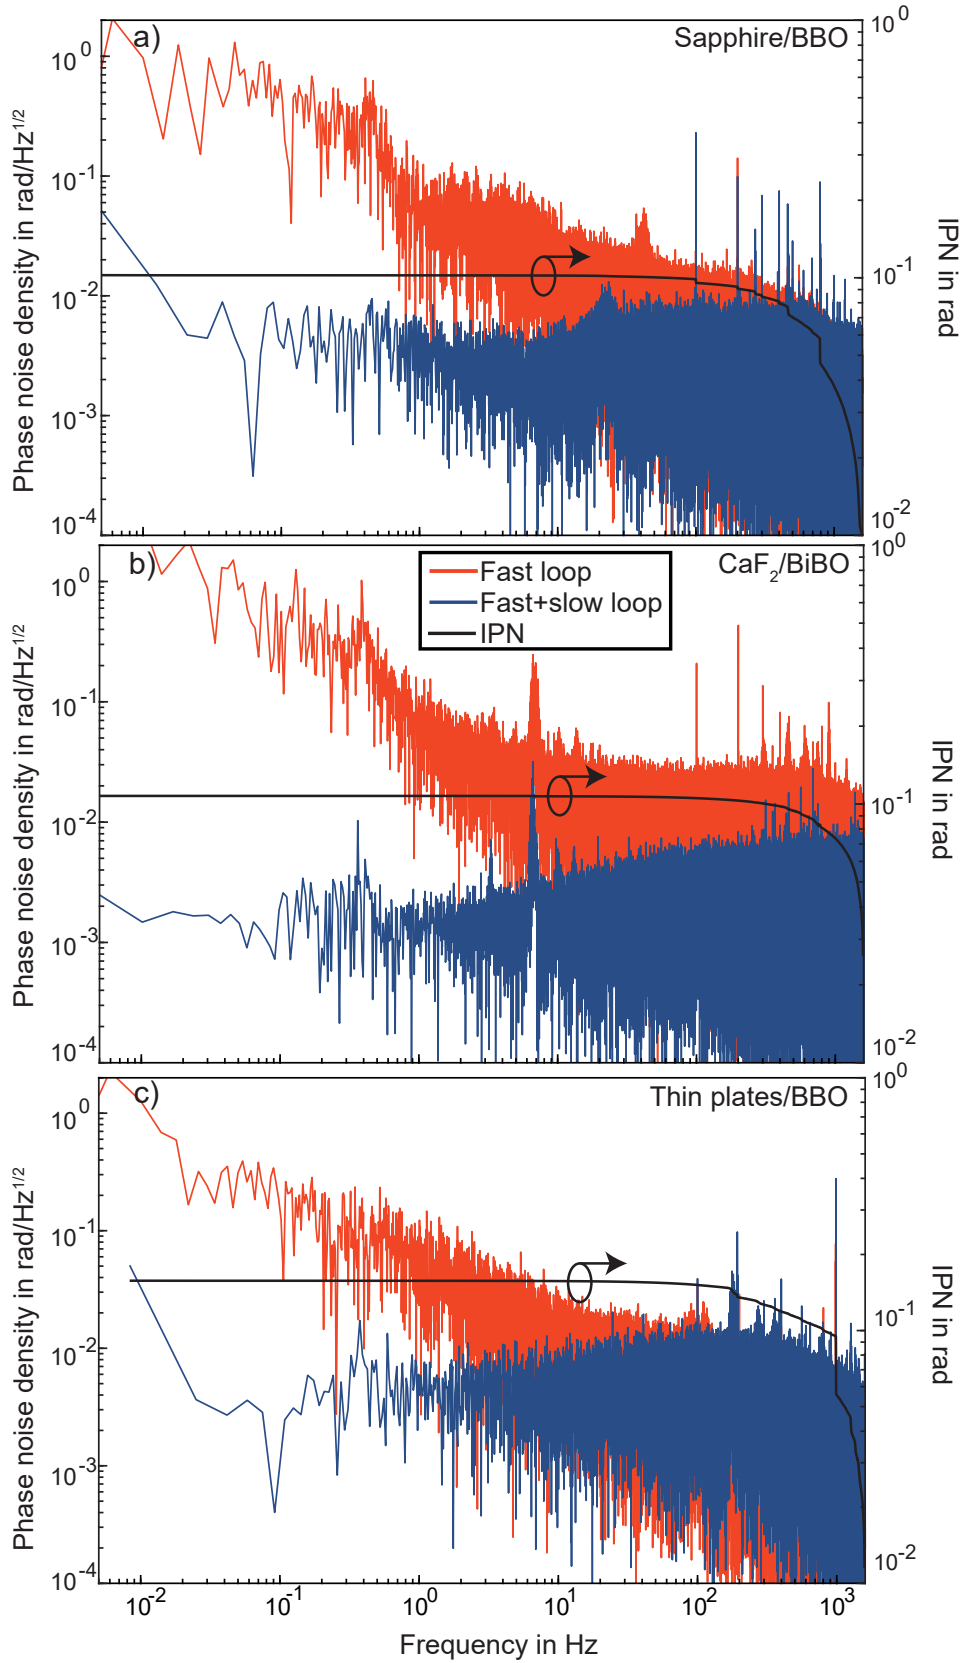 a)
Sapphire/BBO
10^0
10^-1
10^-2
10^-3
10^-4
Phase noise density in rad/Hz^1/2
10^0
10^-1
10^-2
IPN in rad
b)
CaF2/BiBO
Fast loop
Fast+slow loop
IPN
10^0
10^-1
10^-2
10^-3
10^-4
Phase noise density in rad/Hz^1/2
10^0
10^-1
10^-2
IPN in rad
c)
Thin plates/BBO
10^0
10^-1
10^-2
10^-3
10^-4
Phase noise density in rad/Hz^1/2
10^0
10^-1
10^-2
IPN in rad
10^-2 10^-1 10^0 10^1 10^2 10^3
Frequency in Hz